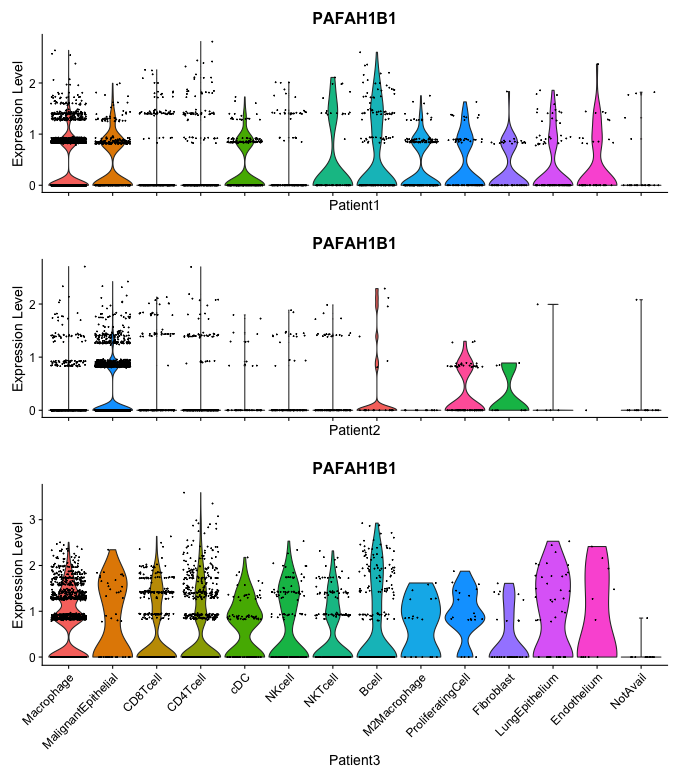 PAFAH1B1
Expression Level
2
1
0
Patient1
PAFAH1B1
Expression Level
2
1
0
Patient2
PAFAH1B1
Expression Level
3
2
1
0
Macrophage
MalignantEpithelial
CD8Tcell
CD4Tcell
cDC
NKcell
NKTcell
Bcell
M2Macrophage
ProliferatingCell
Fibroblast
LungEpithelium
Endothelium
NotAvail
Patient3